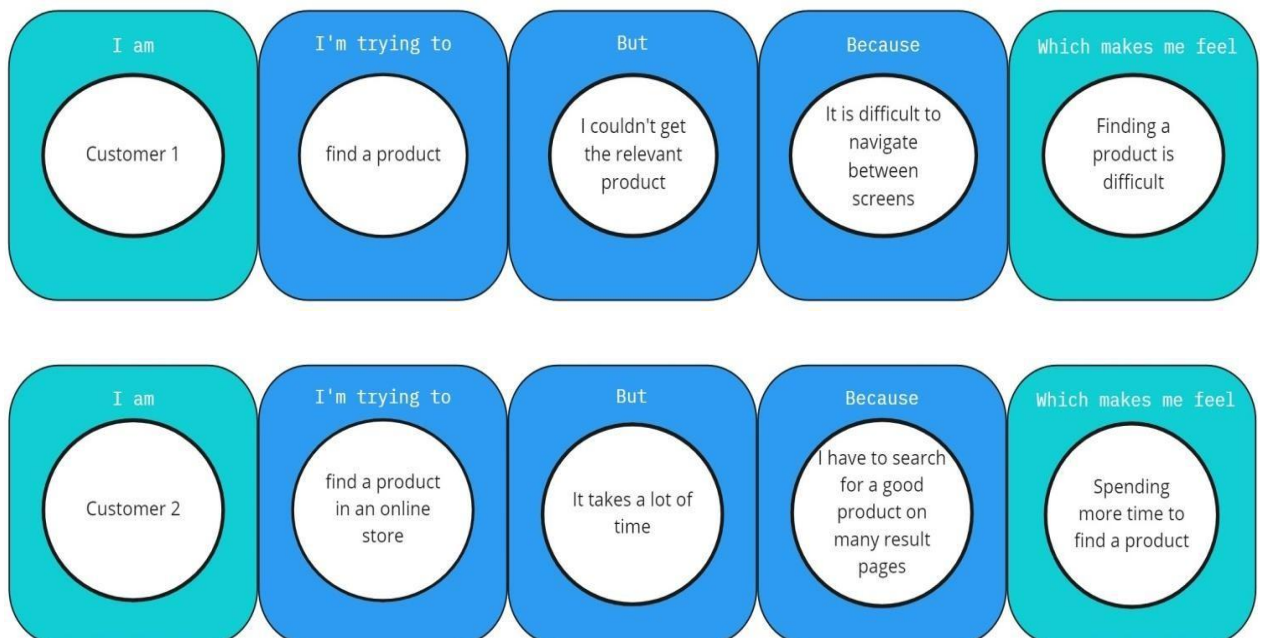 I am
I'm trying to
But
Because
Which makes me feel
Customer 1
find a product
I couldn't get
the relevant
product
It is difficult to
navigate
between
screens
Finding a
product is
difficult
I am
I'm trying to
But
Because
Which makes me feel
Customer 2
find a product
in an online
store
It takes a lot of
time
I have to search
for a good
product on
many result
pages
Spending
more time to
find a product